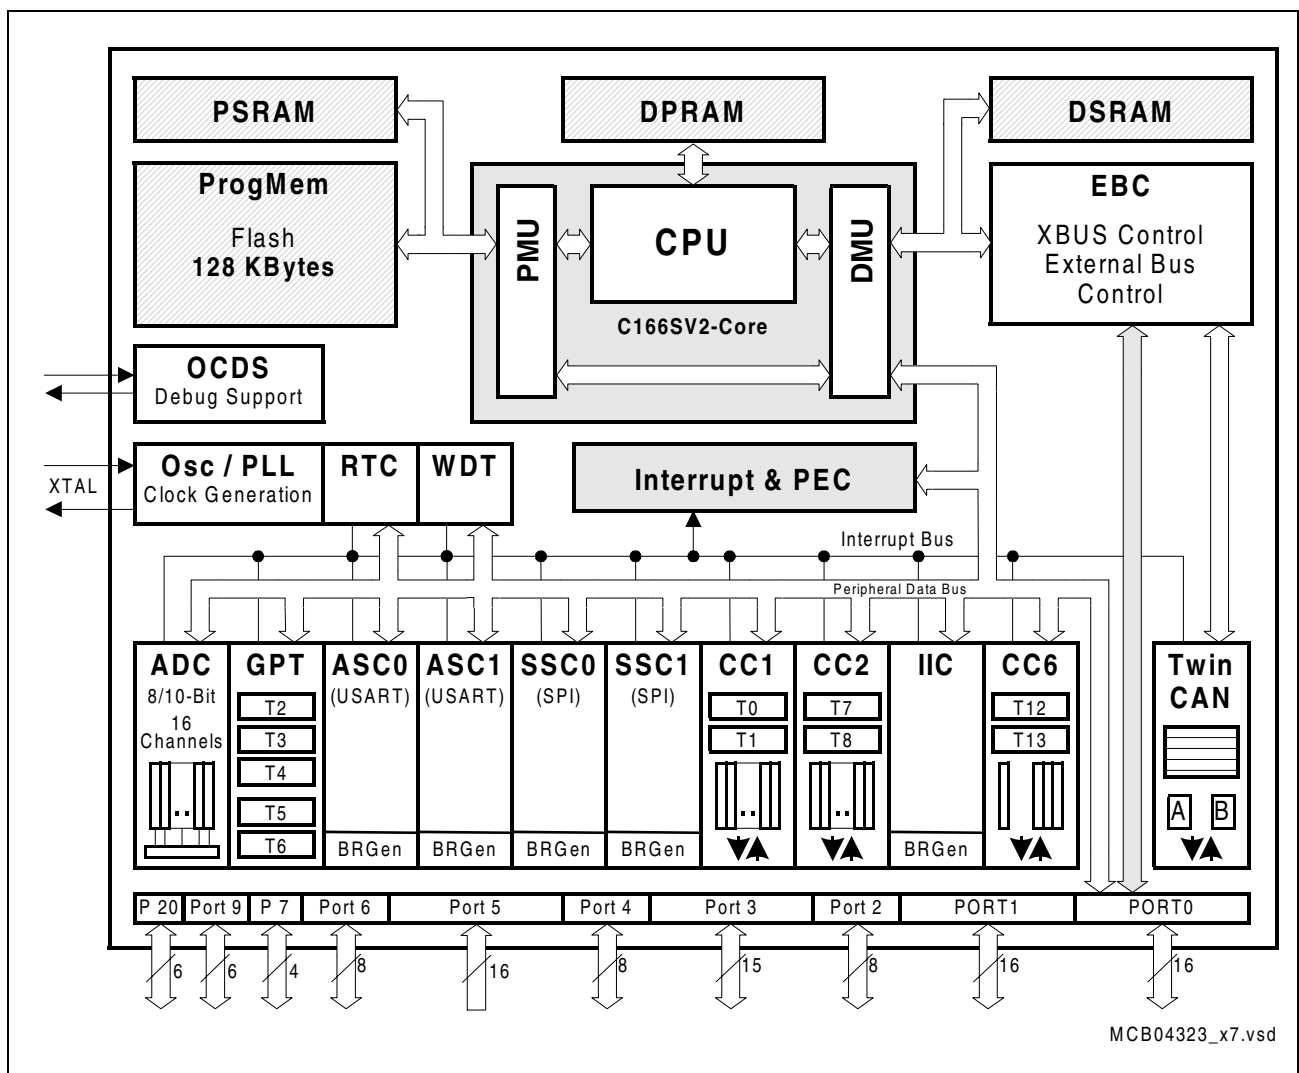 PSRAM
DPRAM
DSRAM
ProgMem
Flash
128 KBytes
PMU
CPU
DMU
C166SV2-Core
EBC
XBUS Control
External Bus
Control
OCDS
Debug Support
Osc / PLL
Clock Generation
RTC
WDT
Interrupt & PEC
XTAL
Interrupt Bus
Peripheral Data Bus
ADC
8/10-Bit
16
Channels
GPT
T2
T3
T4
T5
T6
ASC0
(USART)
BRGen
ASC1
(USART)
BRGen
SSC0
(SPI)
BRGen
SSC1
(SPI)
BRGen
CC1
T0
T1
CC2
T7
T8
IIC
BRGen
CC6
T12
T13
Twin
CAN
A
B
P 20
Port 9
P 7
Port 6
Port 5
Port 4
Port 3
Port 2
PORT1
PORT0
6
6
4
8
16
8
15
8
16
16
MCB04323_x7.vsd